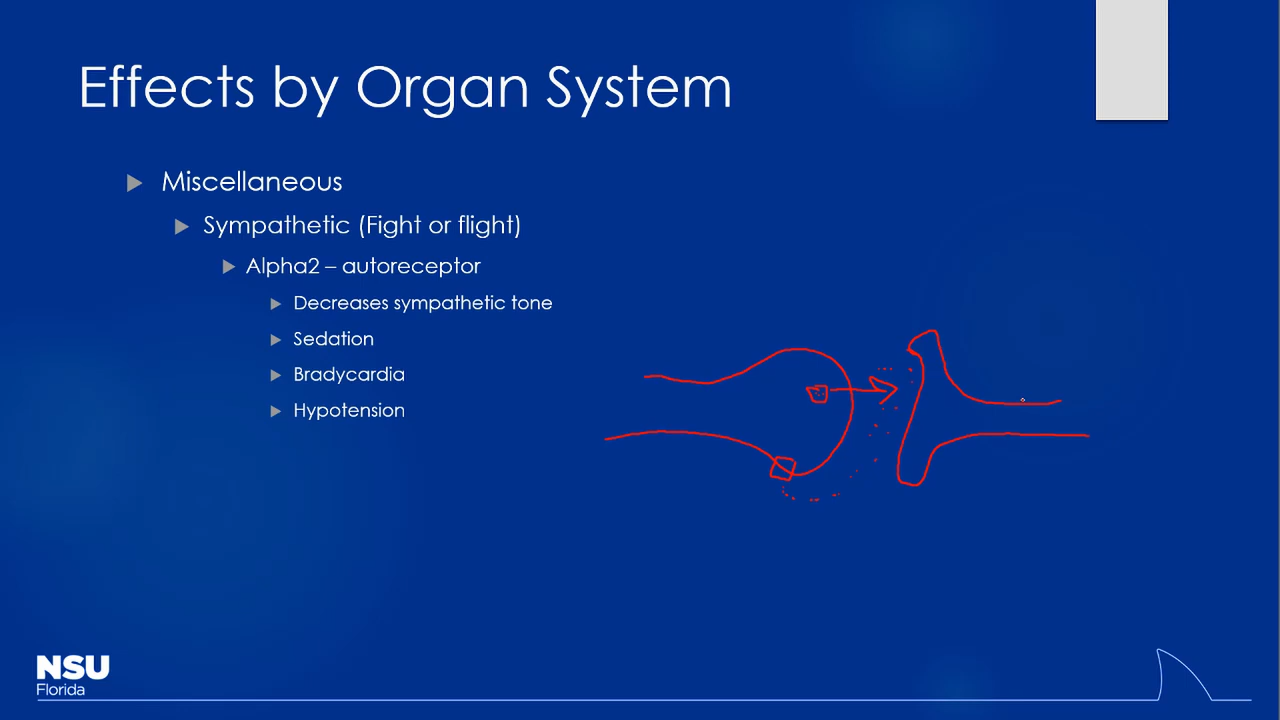 Effects by Organ System
Miscellaneous
Sympathetic (Fight or flight)
Alpha2 – autoreceptor
Decreases sympathetic tone
Sedation
Bradycardia
Hypotension
NSU
Florida